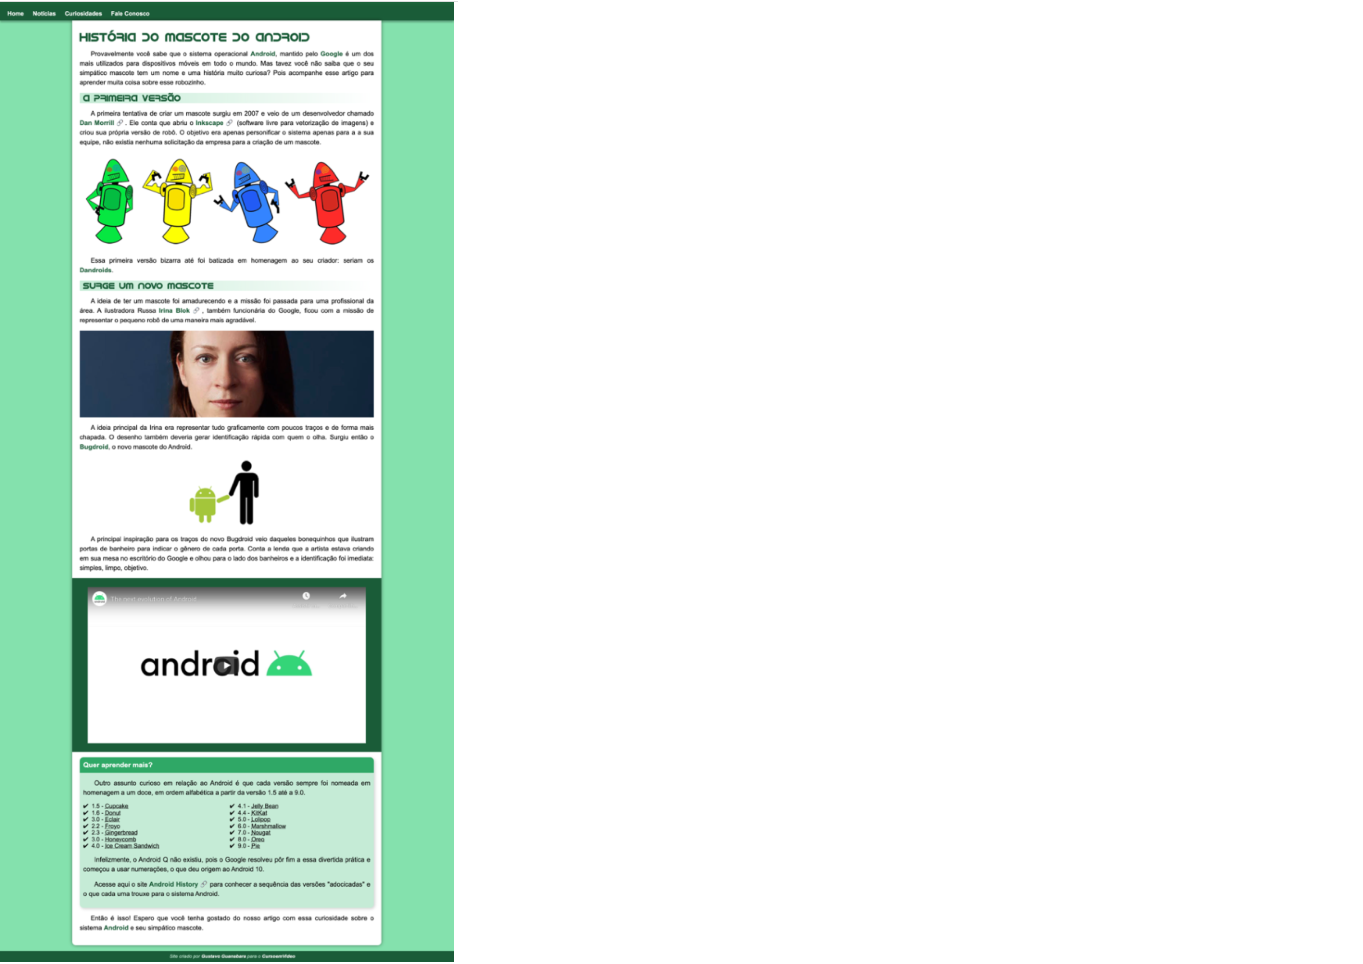 Home Notícias Curiosidades Fale Conosco
História do Mascote do Android
Provavelmente você sabe que o sistema operacional Android, mantido pelo Google é um dos
mais utilizados para dispositivos móveis em todo o mundo. Mas tavez você não saiba que o seu
simpático mascote tem um nome e uma história muito curiosa? Pois acompanhe esse artigo para
aprender muita coisa sobre esse robozinho.
A primeira versão
A primeira tentativa de criar um mascote surgiu em 2007 e veio de um desenvolvedor chamado
Dan Morrill 🔗 . Ele conta que abriu o Inkscape 🔗 (software livre para vetorização de imagens) e
criou sua própria versão de robô. O objetivo era apenas personificar o sistema apenas para a a sua
equipe, não existia nenhuma solicitação da empresa para a criação de um mascote.
Essa primeira versão bizarra até foi batizada em homenagem ao seu criador: seriam os
Dandroids.
Surge um novo mascote
A ideia de ter um mascote foi amadurecendo e a missão foi passada para uma profissional da
área. A ilustradora Russa Irina Blok 🔗 , também funcionária do Google, ficou com a missão de
representar o pequeno robô de uma maneira mais agradável.
A ideia principal da Irina era representar tudo graficamente com poucos traços e de forma mais
chapada. O desenho também deveria gerar identificação rápida com quem o olha. Surgiu então o
Bugdroid, o novo mascote do Android.
A principal inspiração para os traços do novo Bugdroid veio daqueles bonequinhos que ilustram
portas de banheiro para indicar o gênero de cada porta. Conta a lenda que a artista estava criando
em sua mesa no escritório do Google e olhou para o lado dos banheiros e a identificação foi imediata:
simples, limpo, objetivo.
The next evolution of Android
android
Quer aprender mais?
Outro assunto curioso em relação ao Android é que cada versão sempre foi nomeada em
homenagem a um doce, em ordem alfabética a partir da versão 1.5 até a 9.0.
✔ 1.5 - Cupcake
✔ 1.6 - Donut
✔ 3.0 - Eclair
✔ 2.2 - Froyo
✔ 2.3 - Gingerbread
✔ 3.0 - Honeycomb
✔ 4.0 - Ice Cream Sandwich
✔ 4.1 - Jelly Bean
✔ 4.4 - KitKat
✔ 5.0 - Lolipop
✔ 6.0 - Marshmallow
✔ 7.0 - Nougat
✔ 8.0 - Oreo
✔ 9.0 - Pie
Infelizmente, o Android Q não existiu, pois o Google resolveu pôr fim a essa divertida prática e
começou a usar numerações, o que deu origem ao Android 10.
Acesse aqui o site Android History 🔗 para conhecer a sequência das versões "adocicadas" e
o que cada uma trouxe para o sistema Android.
Então é isso! Espero que você tenha gostado do nosso artigo com essa curiosidade sobre o
sistema Android e seu simpático mascote.
Site criado por Gustavo Guanabara para o CursoemVideo